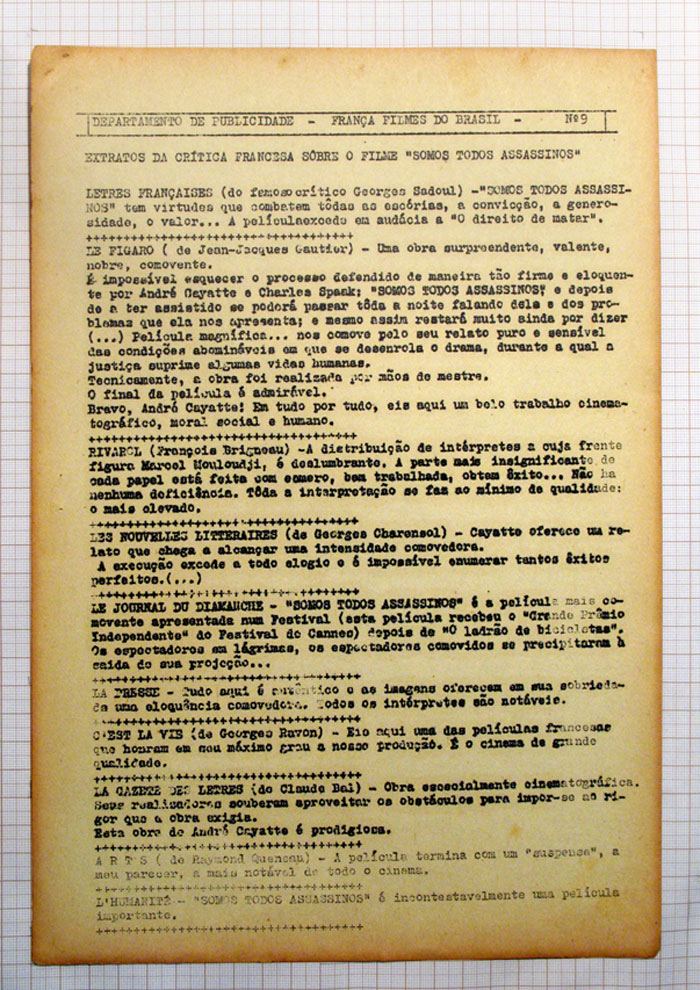 DEPARTAMENTO DE PUBLICIDADE - FRANÇA FILMES DO BRASIL - Nº 9
EXTRATOS DA CRÍTICA FRANCESA SÔBRE O FILME "SOMOS TODOS ASSASSINOS"
LETRES FRANÇAISES (do famoso crítico Georges Sadoul) -"SOMOS TODOS ASSASSI-
NOS" tem virtudes que combatem tôdas as escórias, a convicção, a genero-
sidade, o valor... A películaexcede em audácia a "O direito de matar".
+++++++++++++++++++++++++++++++++++++
LE FIGARO ( de Jean-Jacques Gautier) - Uma obra surpreendente, valente,
nobre, comovente.
É impossível esquecer o processo defendido de maneira tão firme e eloquen-
te por André Cayatte e Charles Spaak; "SOMOS TODOS ASSASSINOS" e depois
de a ter assistido se poderá passar tôda a noite falando dela e dos pro-
blemas que ela nos apresenta; e mesmo assim restará muito ainda por dizer
(...) Película magnífica... nos comove pelo seu relato puro e sensível
das condições abomináveis em que se desenrola o drama, durante a qual a
justiça suprime algumas vidas humanas.
Tecnicamente, a obra foi realizada por mãos de mestre.
O final da película é admirável.
Bravo, André Cayatte! Em tudo por tudo, eis aqui um belo trabalho cinema-
tográfico, moral social e humano.
+++++++++++++++++++++++++++++++++++++
RIVAROL (François Brigneau) -A distribuição de intérpretes a cuja frente
figura Marcel Mouloudji, é deslumbrante. A parte mais insignificante de
cada papel está feita com esmero, bem trabalhada, obtem êxito... Não ha
nenhuma deficiência. Tôda a interpretação se faz ao mínimo de qualidade:
o mais elevado.
+++++++++++++++++++++++++++++++++++++
LES NOUVELLES LITTERAIRES (de Georges Charensol) - Cayatte oferece um re-
lato que chega a alcançar uma intensidade comovedora.
A execução excede a todo elogio e é impossível enumerar tantos êxitos
perfeitos.(...)
+++++++++++++++++++++++++++++++++++++
LE JOURNAL DU DIAMANCHE - "SOMOS TODOS ASSASSINOS" é a película mais co-
movente apresentada num Festival (esta película recebeu o "Grande Prêmio
Independente" do Festival de Cannes) depois de "O ladrão de bicicletas".
Os espectadores em lágrimas, os espectadores comovidos se precipitaram à
saida de sua projeção...
+++++++++++++++++++++++++++++++++++++
LA PRESSE - Tudo aqui é autêntico e as imagens oferecem em sua sobrieda-
da uma eloquência comovedora. Todos os intérpretes são notáveis.
+++++++++++++++++++++++++++++++++++++
C'EST LA VIS (de Georges Ravon) - Eis aqui uma das películas francesas
que honram em seu máximo grau a nosso produção. É o cinema de grande
qualidade.
+++++++++++++++++++++++++++++++++++++
LA GAZETE DES LETRES (do Claude Bal) - Obra especialmente cinematográfica.
Seus realizadores souberam aproveitar os obstáculos para impor-se ao ri-
gor que a obra exigia.
Esta obra de André Cayatte é prodigiosa.
+++++++++++++++++++++++++++++++++++++
A R T S ( de Raymond Queneau) - A película termina com um "suspense", a
meu parecer, a mais notável de todo o cinema.
+++++++++++++++++++++++++++++++++++++
L'HUMARITÉ - "SOMOS TODOS ASSASSINOS" é incontestavelmente uma película
importante.
+++++++++++++++++++++++++++++++++++++